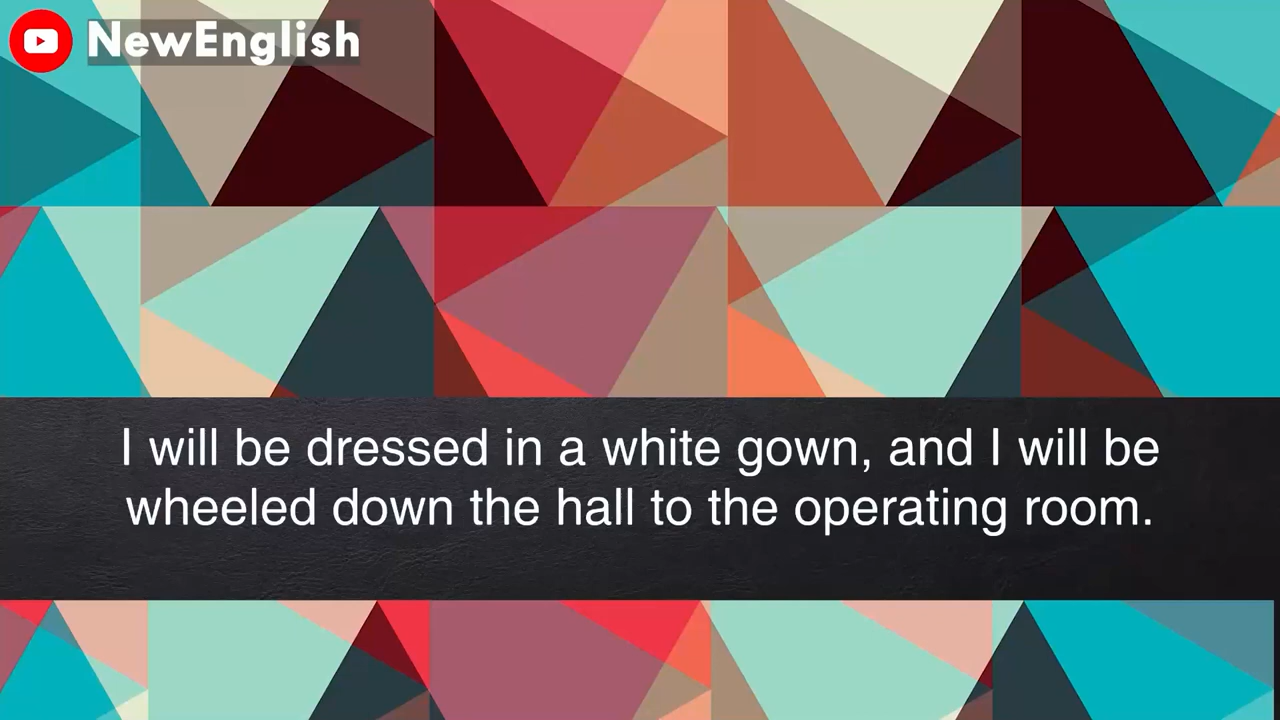 NewEnglish
I will be dressed in a white gown, and I will be
wheeled down the hall to the operating room.